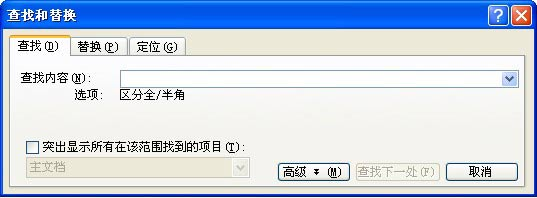 查找和替换
查找(D) 替换(P) 定位(G)
查找内容(N):
选项: 区分全/半角
突出显示所有在该范围找到的项目(T):
主文档
高级 (M) 查找下一处(F) 取消